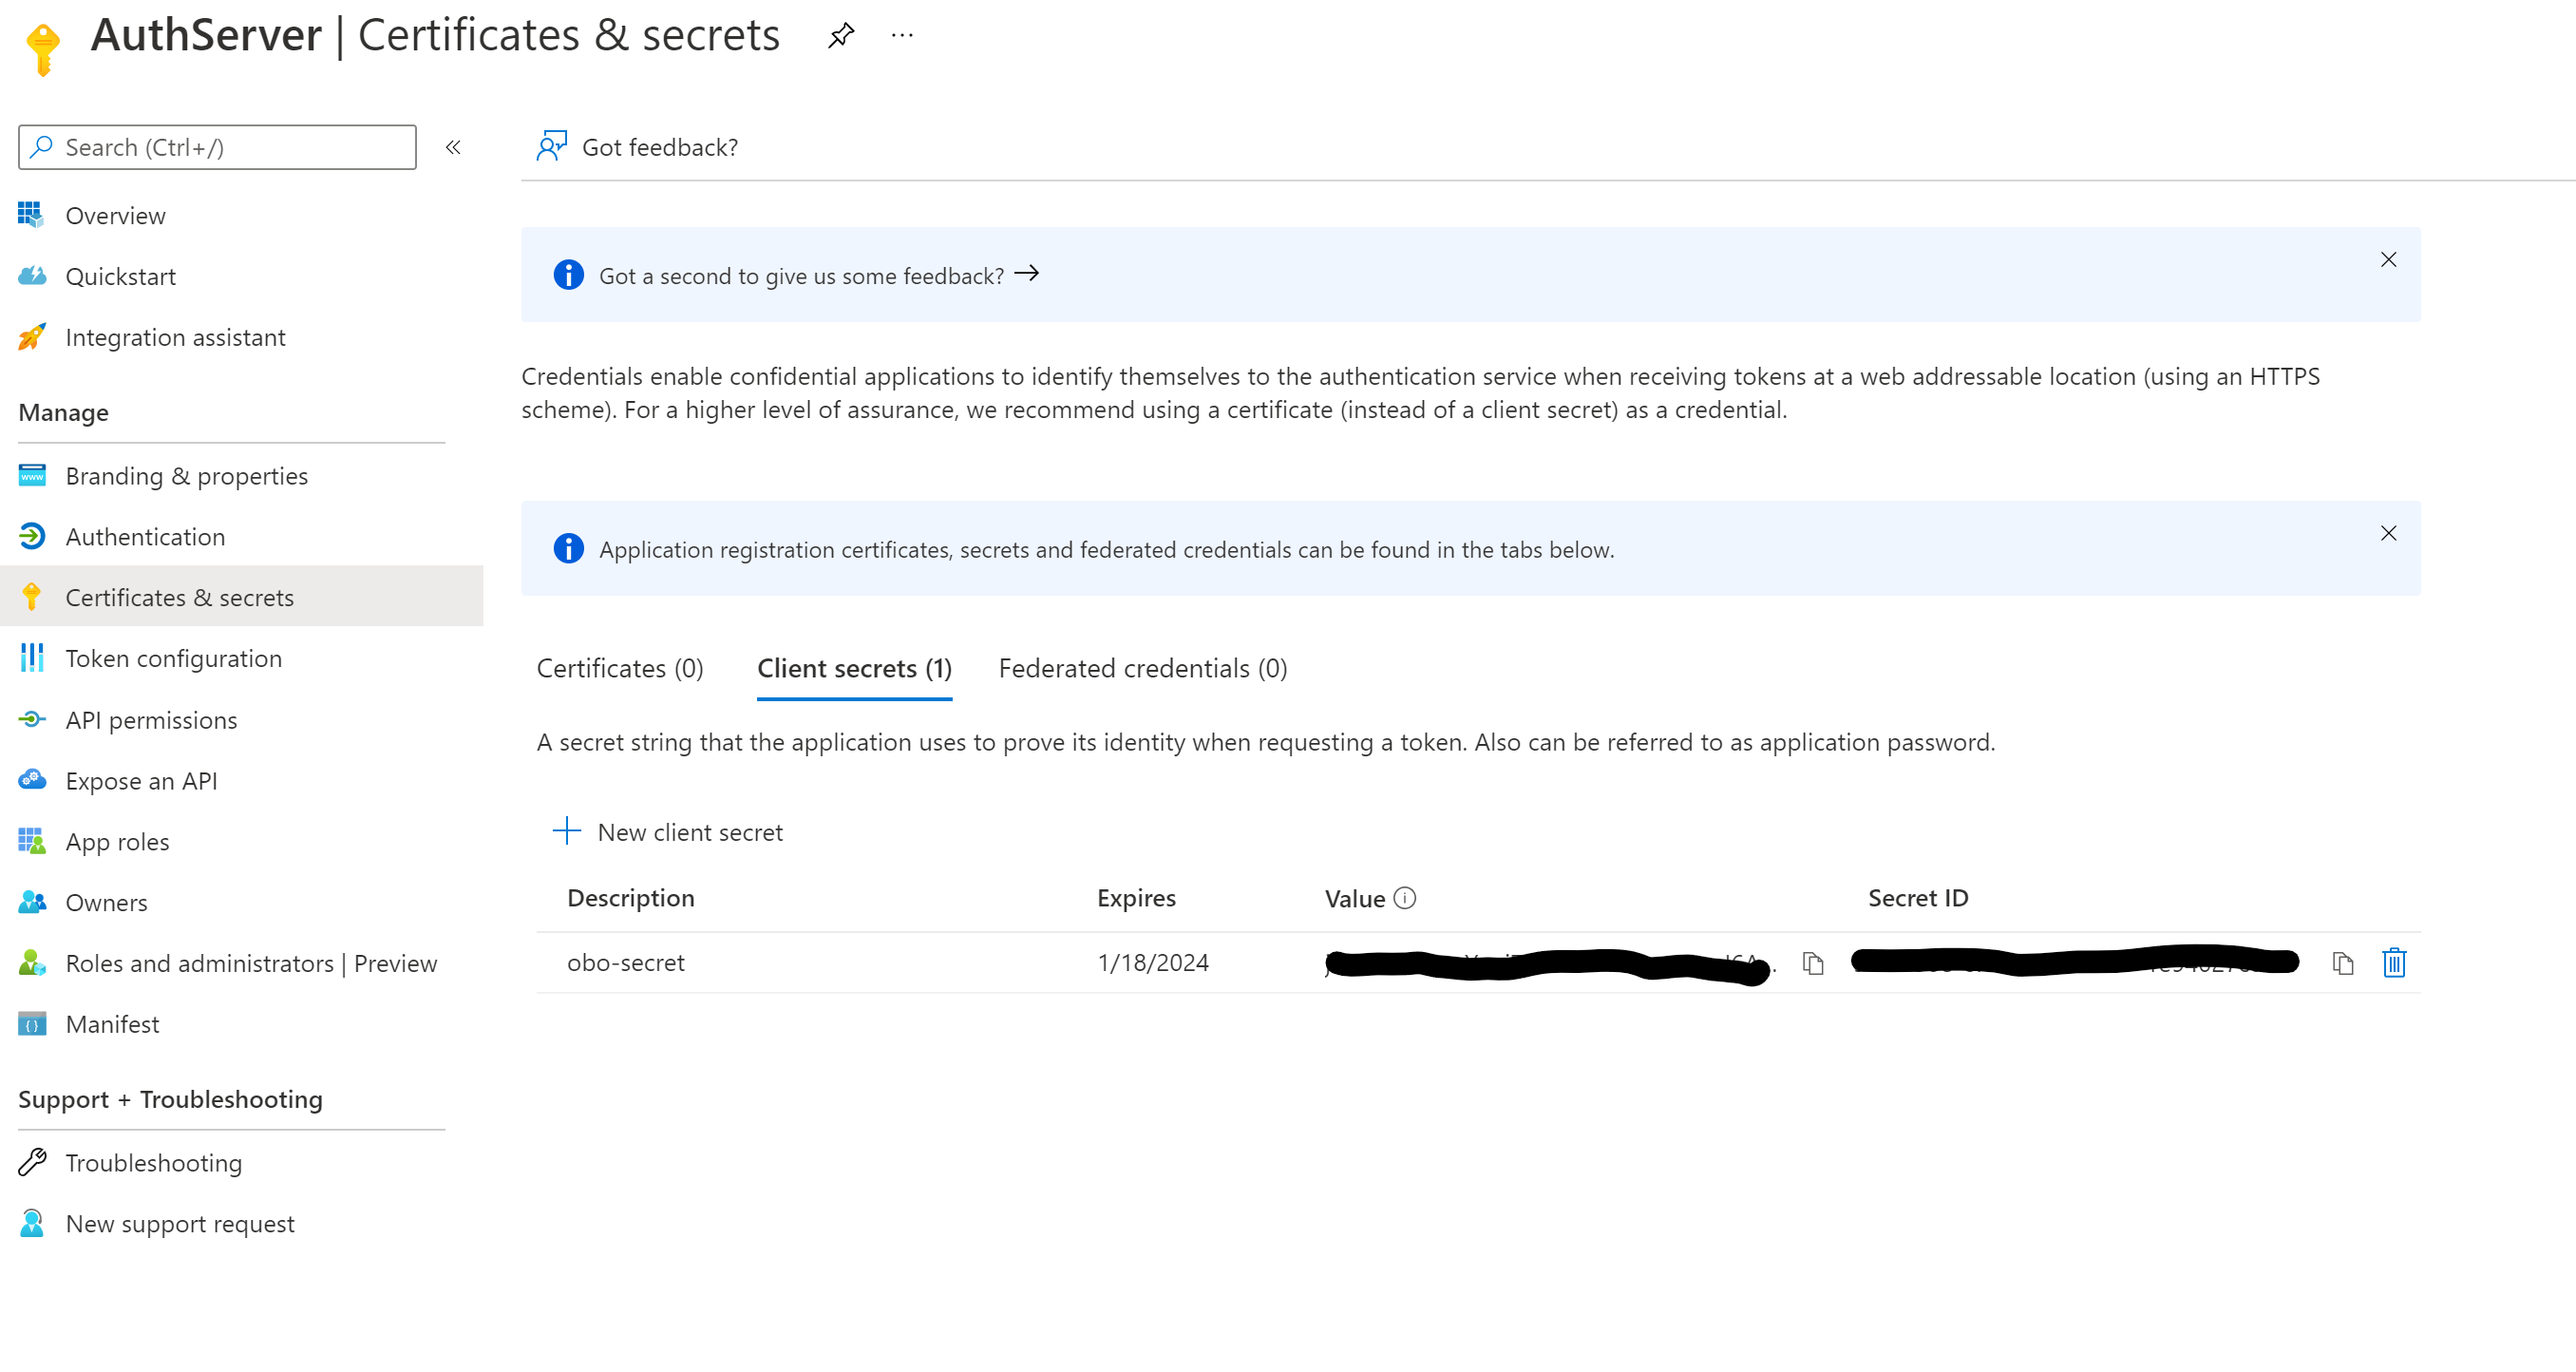 AuthServer | Certificates & secrets
Search (Ctrl+/)
Overview
Quickstart
Integration assistant
Manage
Branding & properties
Authentication
Certificates & secrets
Token configuration
API permissions
Expose an API
App roles
Owners
Roles and administrators | Preview
Manifest
Support + Troubleshooting
Troubleshooting
New support request
Got feedback?
Got a second to give us some feedback?
Credentials enable confidential applications to identify themselves to the authentication service when receiving tokens at a web addressable location (using an HTTPS
scheme). For a higher level of assurance, we recommend using a certificate (instead of a client secret) as a credential.
Application registration certificates, secrets and federated credentials can be found in the tabs below.
Certificates (0) Client secrets (1) Federated credentials (0)
A secret string that the application uses to prove its identity when requesting a token. Also can be referred to as application password.
New client secret
Description Expires Value Secret ID
obo-secret 1/18/2024